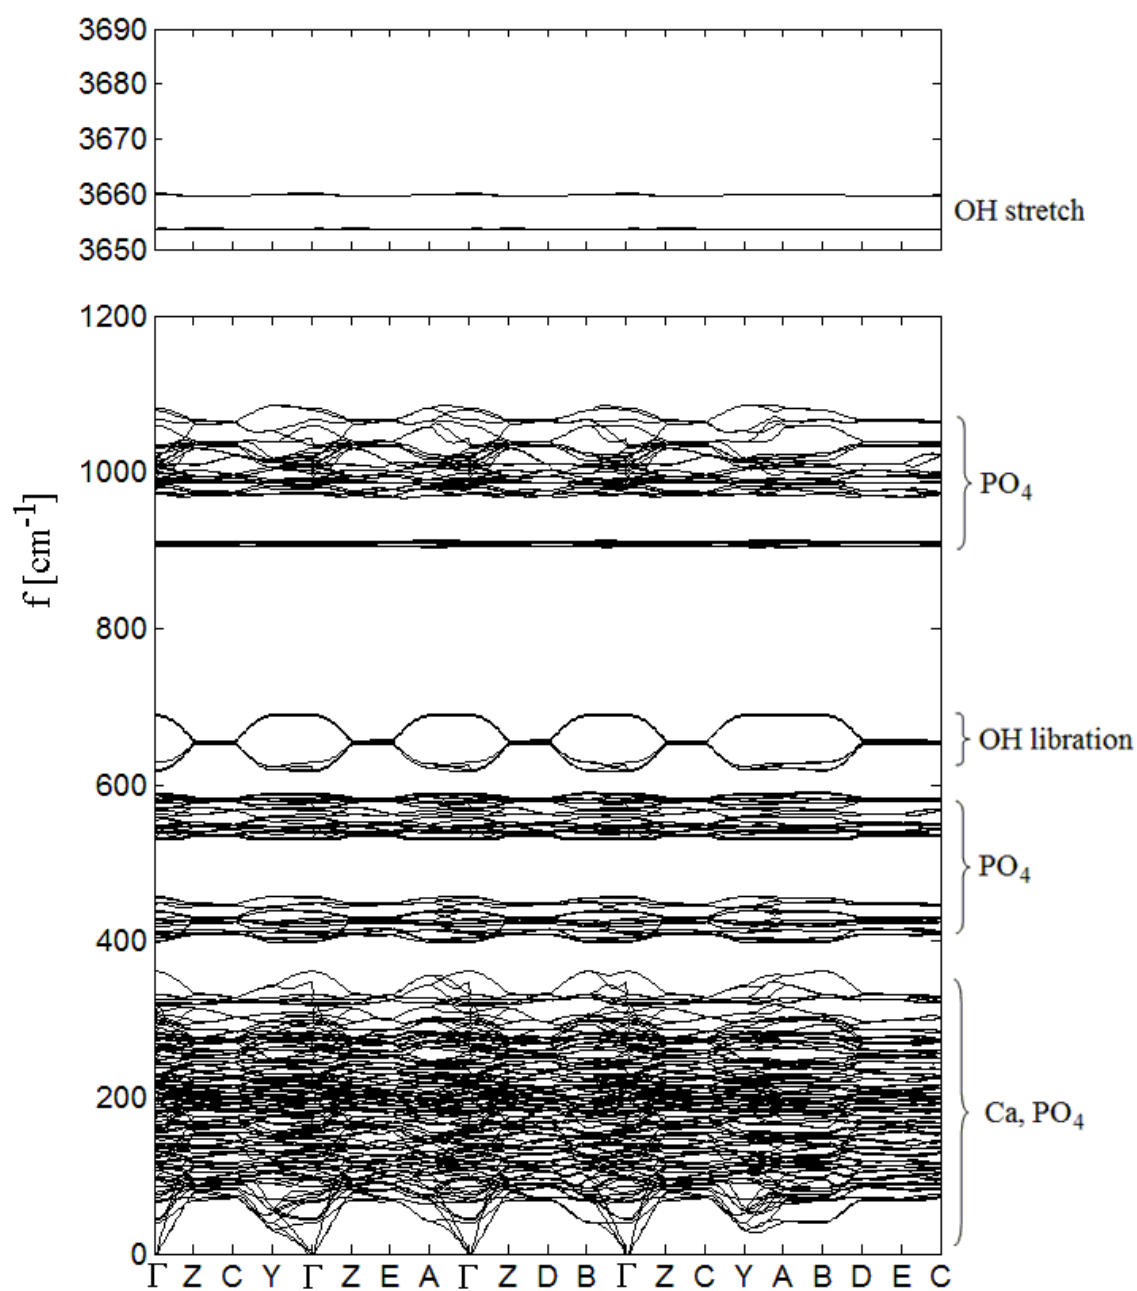 3690
3680
3670
3660
3650
OH stretch
1200
1000
800
600
400
200
0
f [cm⁻¹]
PO₄
OH libration
PO₄
Ca, PO₄
Γ Z C Y Γ Z E A Γ Z D B Γ Z C Y A B D E C